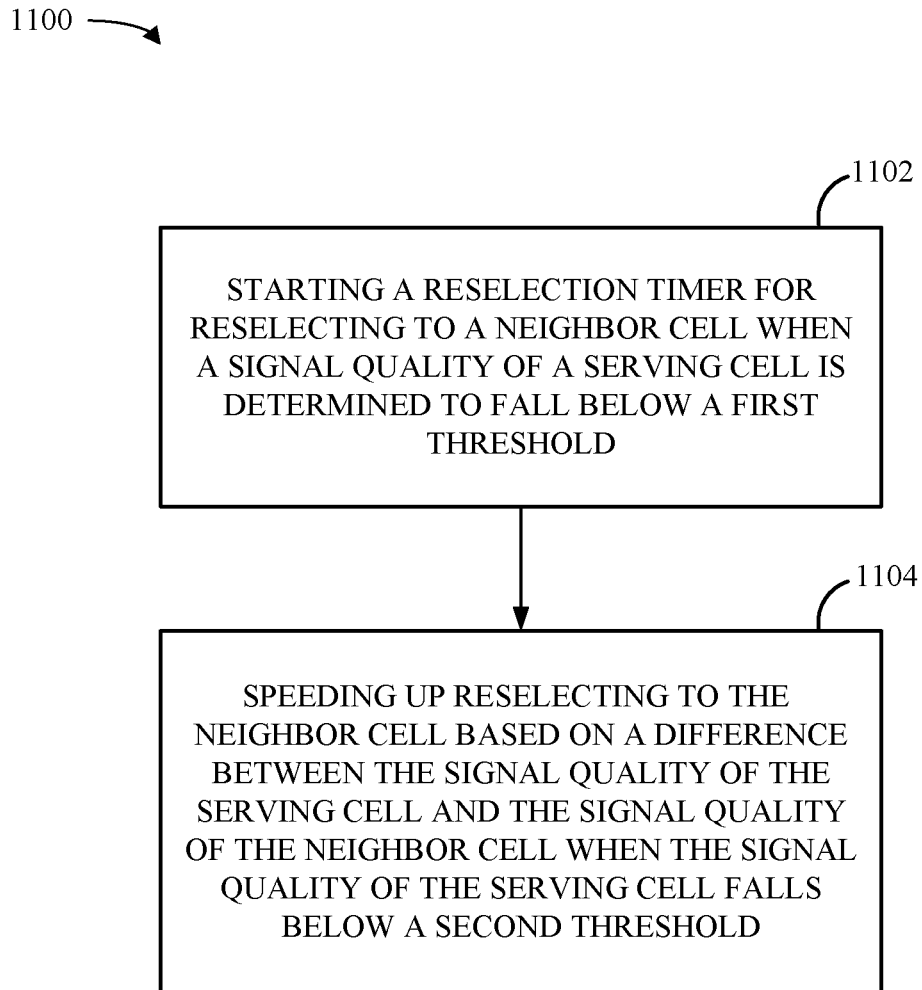 1100
1102
STARTING A RESELECTION TIMER FOR
RESELECTING TO A NEIGHBOR CELL WHEN
A SIGNAL QUALITY OF A SERVING CELL IS
DETERMINED TO FALL BELOW A FIRST
THRESHOLD
1104
SPEEDING UP RESELECTING TO THE
NEIGHBOR CELL BASED ON A DIFFERENCE
BETWEEN THE SIGNAL QUALITY OF THE
SERVING CELL AND THE SIGNAL QUALITY
OF THE NEIGHBOR CELL WHEN THE SIGNAL
QUALITY OF THE SERVING CELL FALLS
BELOW A SECOND THRESHOLD